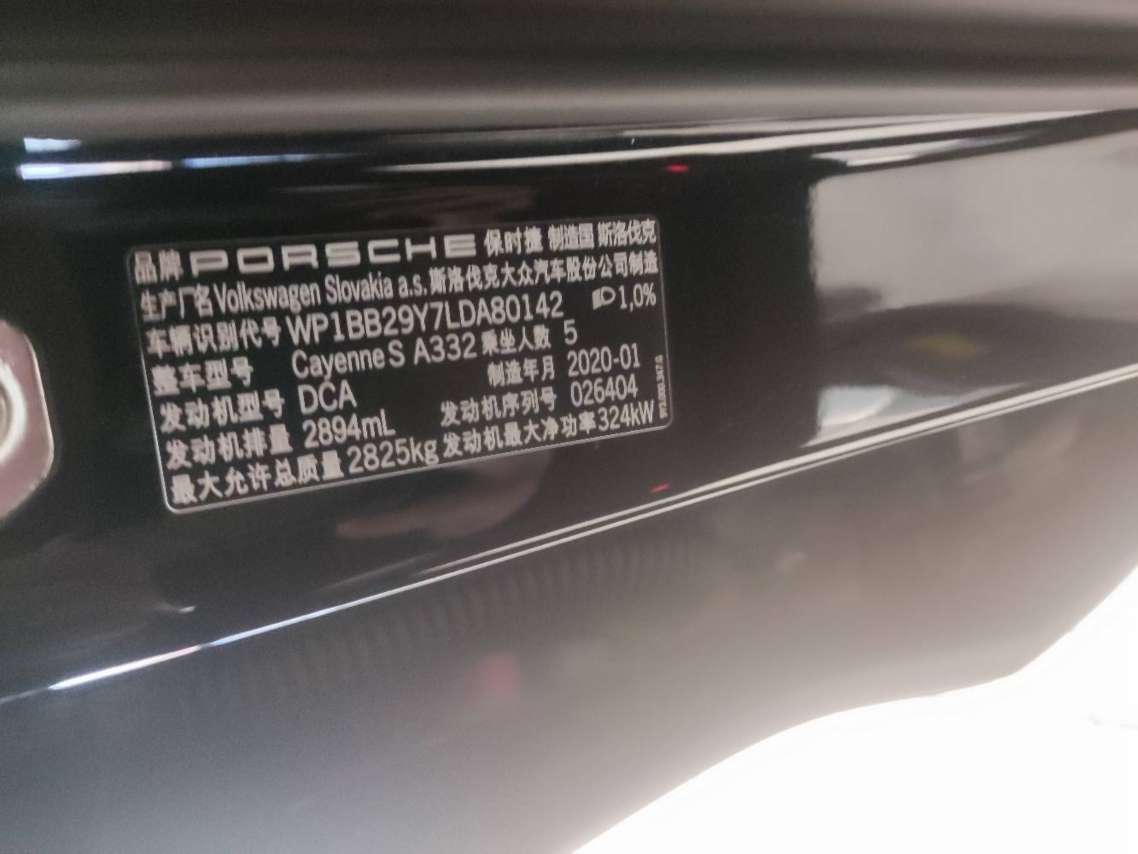 品牌 PORSCHE 保时捷 制造国 斯洛伐克
生产厂名 Volkswagen Slovakia a.s. 斯洛伐克大众汽车股份公司制造
车辆识别代号 WP1BB29Y7LDA80142 1,0%
整车型号 Cayenne S A332 乘坐人数 5
发动机型号 DCA 制造年月 2020-01
发动机排量 2894mL 发动机序列号 026404
最大允许总质量 2825kg 发动机最大净功率 324kW